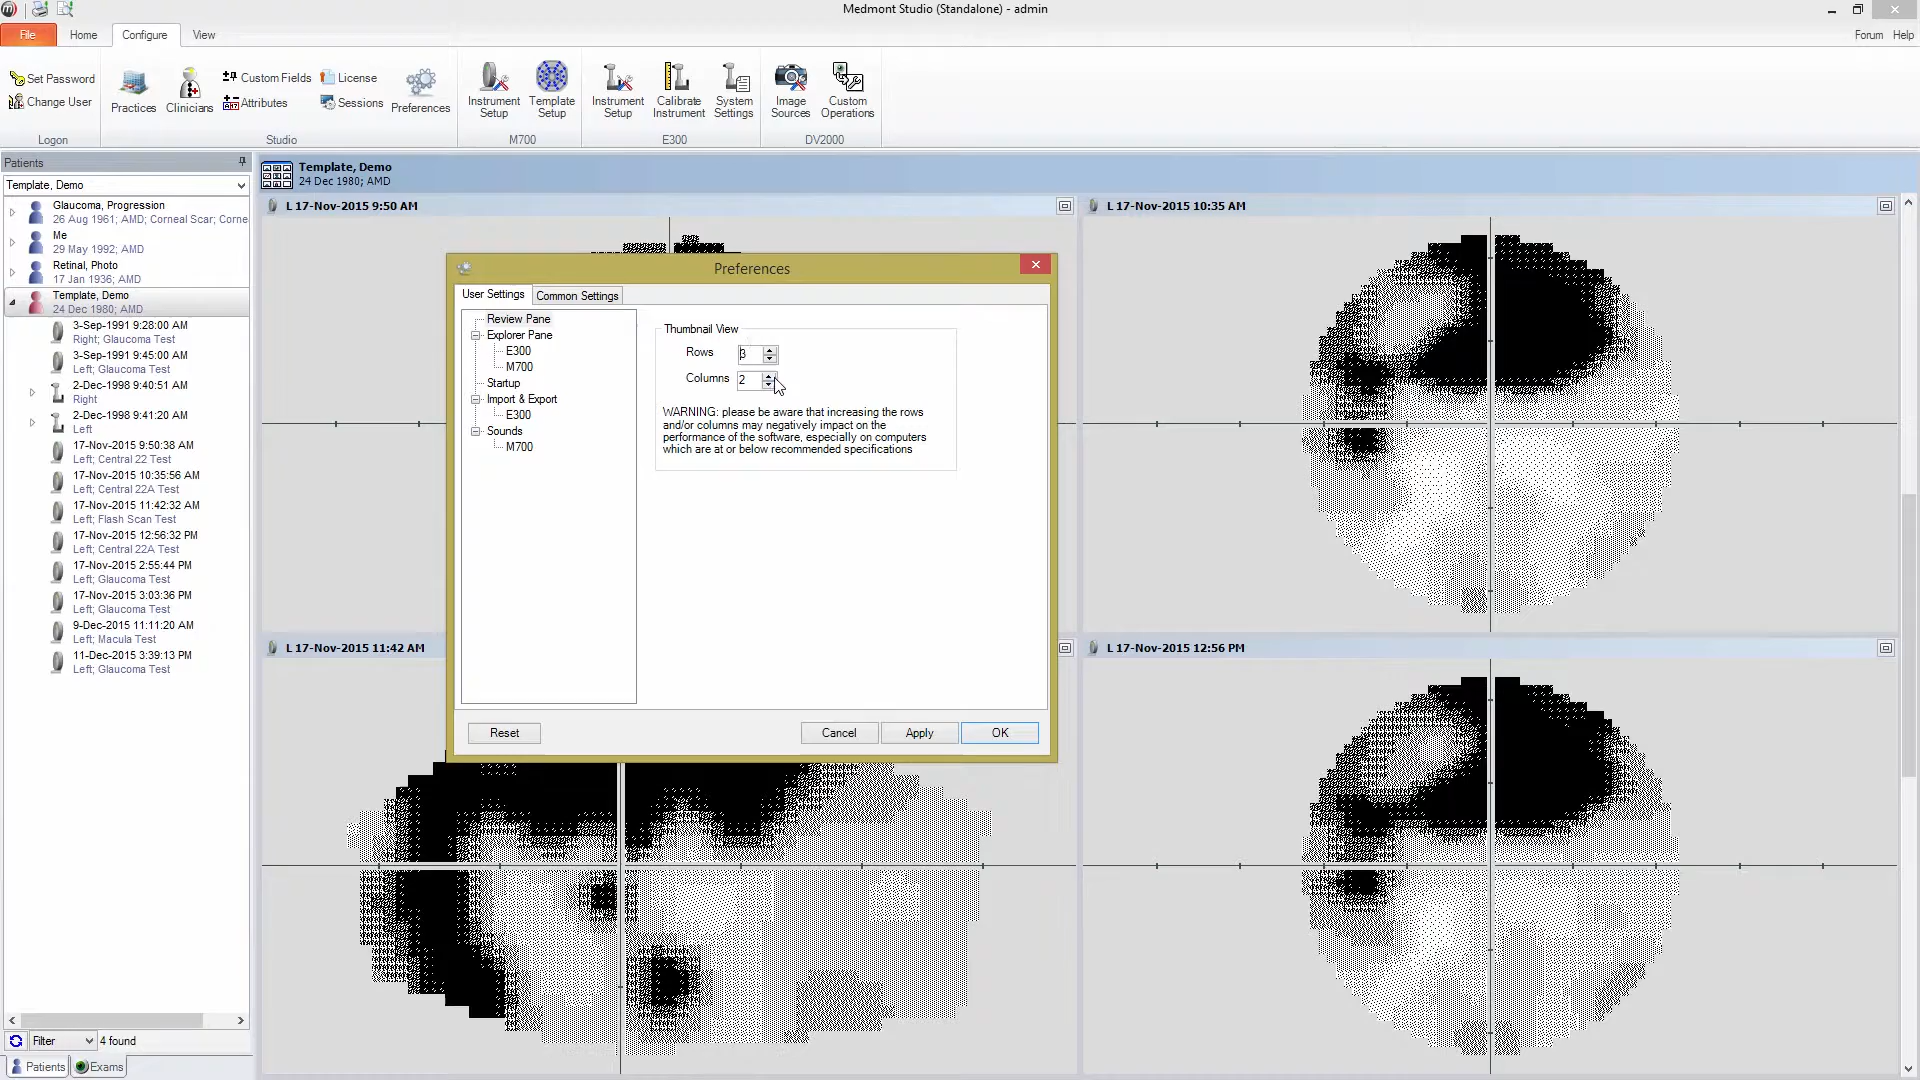 Medmont Studio (Standalone) - admin
File
Home
Configure
View
Forum
Help
Set Password
Change User
Logon
Practices
Clinicians
Custom Fields
Attributes
License
Sessions
Preferences
Studio
Instrument
Setup
Template
Setup
M700
Instrument
Setup
Calibrate
Instrument
System
Settings
E300
Image
Sources
Custom
Operations
DV2000
Patients
Template, Demo
Glaucoma, Progression
26 Aug 1961; AMD; Corneal Scar; Corne
Me
29 May 1992; AMD
Retinal, Photo
17 Jan 1936; AMD
Template, Demo
24 Dec 1980; AMD
3-Sep-1991 9:28:00 AM
Right; Glaucoma Test
3-Sep-1991 9:45:00 AM
Left; Glaucoma Test
2-Dec-1998 9:40:51 AM
Right
2-Dec-1998 9:41:20 AM
Left
17-Nov-2015 9:50:38 AM
Left; Central 22 Test
17-Nov-2015 10:35:56 AM
Left; Central 22A Test
17-Nov-2015 11:42:32 AM
Left; Flash Scan Test
17-Nov-2015 12:56:32 PM
Left; Central 22A Test
17-Nov-2015 2:55:44 PM
Left; Glaucoma Test
17-Nov-2015 3:03:36 PM
Left; Glaucoma Test
9-Dec-2015 11:11:20 AM
Left; Macula Test
11-Dec-2015 3:39:13 PM
Left; Glaucoma Test
Filter
4 found
Patients
Exams
Template, Demo
24 Dec 1980; AMD
L 17-Nov-2015 9:50 AM
L 17-Nov-2015 10:35 AM
L 17-Nov-2015 11:42 AM
L 17-Nov-2015 12:56 PM
Preferences
User Settings
Common Settings
Review Pane
Explorer Pane
E300
M700
Startup
Import & Export
E300
Sounds
M700
Thumbnail View
Rows 3
Columns 2
WARNING: please be aware that increasing the rows
and/or columns may negatively impact on the
performance of the software, especially on computers
which are at or below recommended specifications
Reset
Cancel
Apply
OK